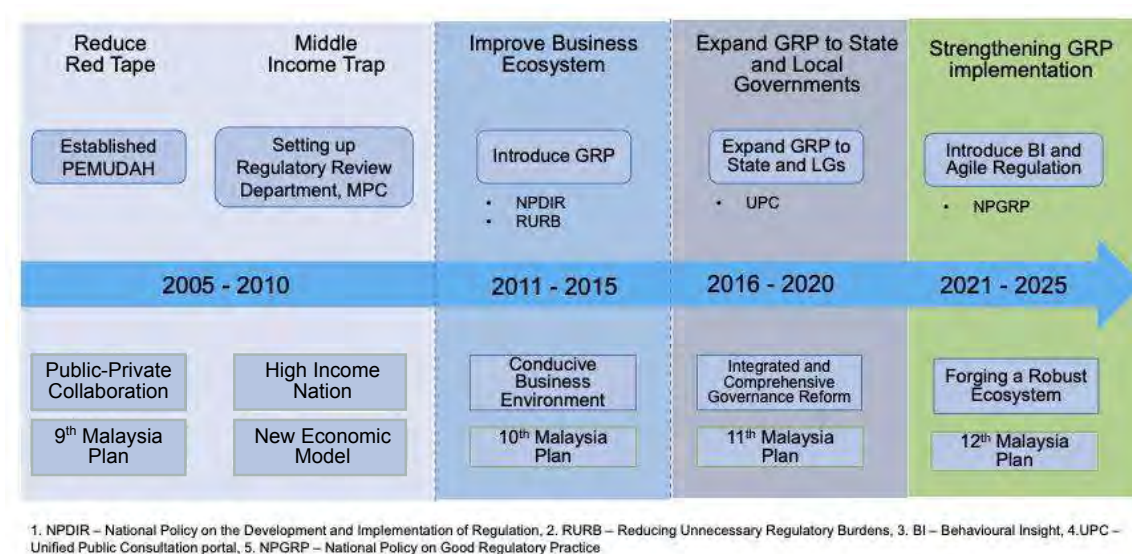 Reduce
Red Tape
Middle
Income Trap
Improve Business
Ecosystem
Expand GRP to State
and Local
Governments
Strengthening GRP
implementation
Established
PEMUDAH
Setting up
Regulatory Review
Department, MPC
Introduce GRP
• NPDIR
• RURB
Expand GRP to
State and LGs
• UPC
Introduce BI and
Agile Regulation
• NPGRP
2005 - 2010
2011 - 2015
2016 - 2020
2021 - 2025
Public-Private
Collaboration
High Income
Nation
Conducive
Business
Environment
Integrated and
Comprehensive
Governance Reform
Forging a Robust
Ecosystem
9th Malaysia
Plan
New Economic
Model
10th Malaysia
Plan
11th Malaysia
Plan
12th Malaysia
Plan
1. NPDIR – National Policy on the Development and Implementation of Regulation, 2. RURB – Reducing Unnecessary Regulatory Burdens, 3. BI – Behavioural Insight, 4.UPC –
Unified Public Consultation portal, 5. NPGRP – National Policy on Good Regulatory Practice